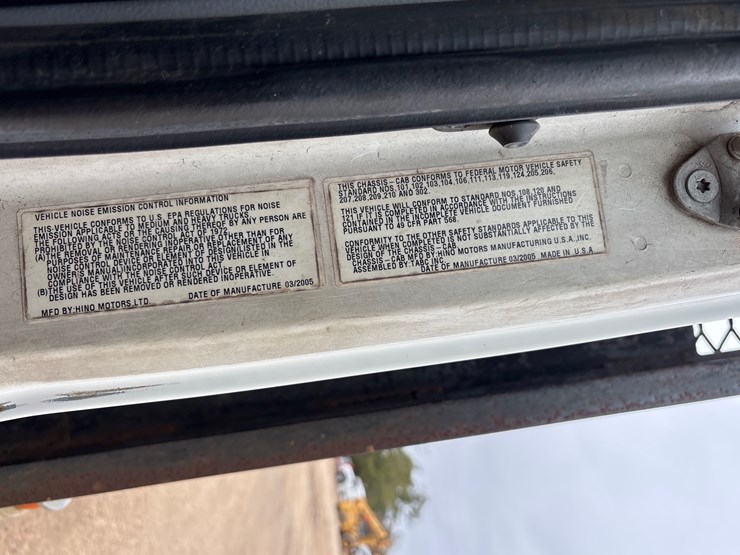 VEHICLE NOISE EMISSION CONTROL INFORMATION
THIS VEHICLE CONFORMS TO U.S. EPA REGULATIONS FOR NOISE
EMISSION APPLICABLE TO MEDIUM AND HEAVY TRUCKS.
THE FOLLOWING ACTS OR THE CAUSING THEREOF BY ANY PERSON ARE
PROHIBITED BY THE NOISE CONTROL ACT OF 1972
(A) THE REMOVAL OR RENDERING INOPERATIVE OTHER THAN FOR
PURPOSES OF MAINTENANCE, REPAIR, OR REPLACEMENT OF ANY
NOISE CONTROL DEVICE OR ELEMENT OF DESIGN (LISTED IN THE
OWNER'S MANUAL) INCORPORATED INTO THIS VEHICLE IN
COMPLIANCE WITH THE NOISE CONTROL ACT.
(B) THE USE OF THIS VEHICLE AFTER SUCH DEVICE OR ELEMENT OF
DESIGN HAS BEEN REMOVED OR RENDERED INOPERATIVE.
MFD BY:HINO MOTORS,LTD. DATE OF MANUFACTURE 03/2005
THIS CHASSIS-CAB CONFORMS TO FEDERAL MOTOR VEHICLE SAFETY
STANDARDS NOS.101,102,103,104,106,111,113,119,124,205,206,
207,208,209,210 AND 302.
THIS VEHICLE WILL CONFORM TO STANDARD NOS.108,120 AND
121 IF IT IS COMPLETED IN ACCORDANCE WITH THE INSTRUCTIONS
CONTAINED IN THE INCOMPLETE VEHICLE DOCUMENT FURNISHED
PURSUANT TO 49 CFR PART 568.
CONFORMITY TO THE OTHER SAFETY STANDARDS APPLICABLE TO THIS
VEHICLE WHEN COMPLETED IS NOT SUBSTANTIALLY AFFECTED BY THE
DESIGN OF THE CHASSIS-CAB.
CHASSIS-CAB MFD BY:HINO MOTORS MANUFACTURING U.S.A.,INC.
ASSEMBLED BY:TABC INC. MADE IN U.S.A
DATE OF MANUFACTURE 03/2005